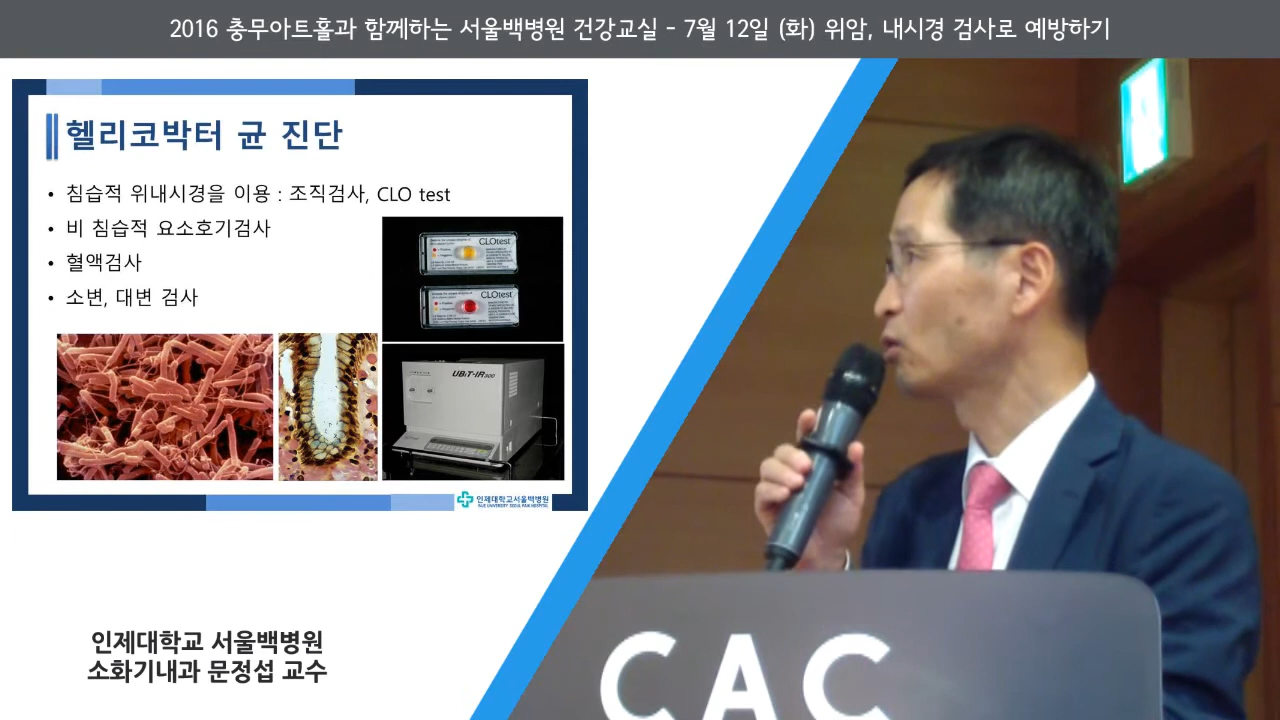 2016 충무아트홀과 함께하는 서울백병원 건강교실 - 7월 12일 (화) 위암, 내시경 검사로 예방하기
헬리코박터 균 진단
• 침습적 위내시경을 이용 : 조직검사, CLO test
• 비 침습적 요소호기검사
• 혈액검사
• 소변, 대변 검사
CLOtest
CLOtest
UBiT-IR300
인제대학교서울백병원
INJE UNIVERSITY SEOUL PAIK HOSPITAL
인제대학교 서울백병원
소화기내과 문정섭 교수
CAC